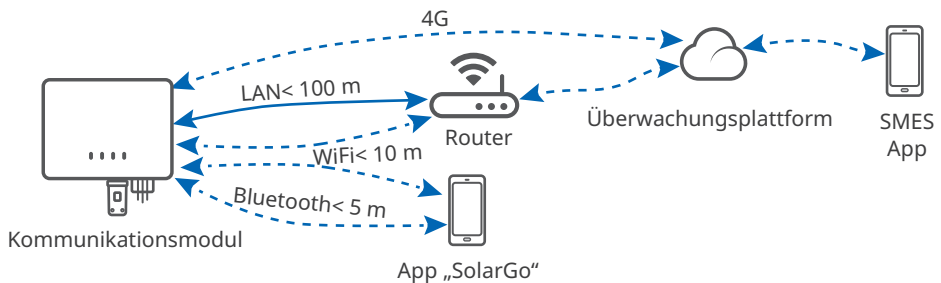 4G
LAN< 100 m
Router
Überwachungsplattform
SMES
App
WiFi< 10 m
Bluetooth< 5 m
Kommunikationsmodul
App „SolarGo“